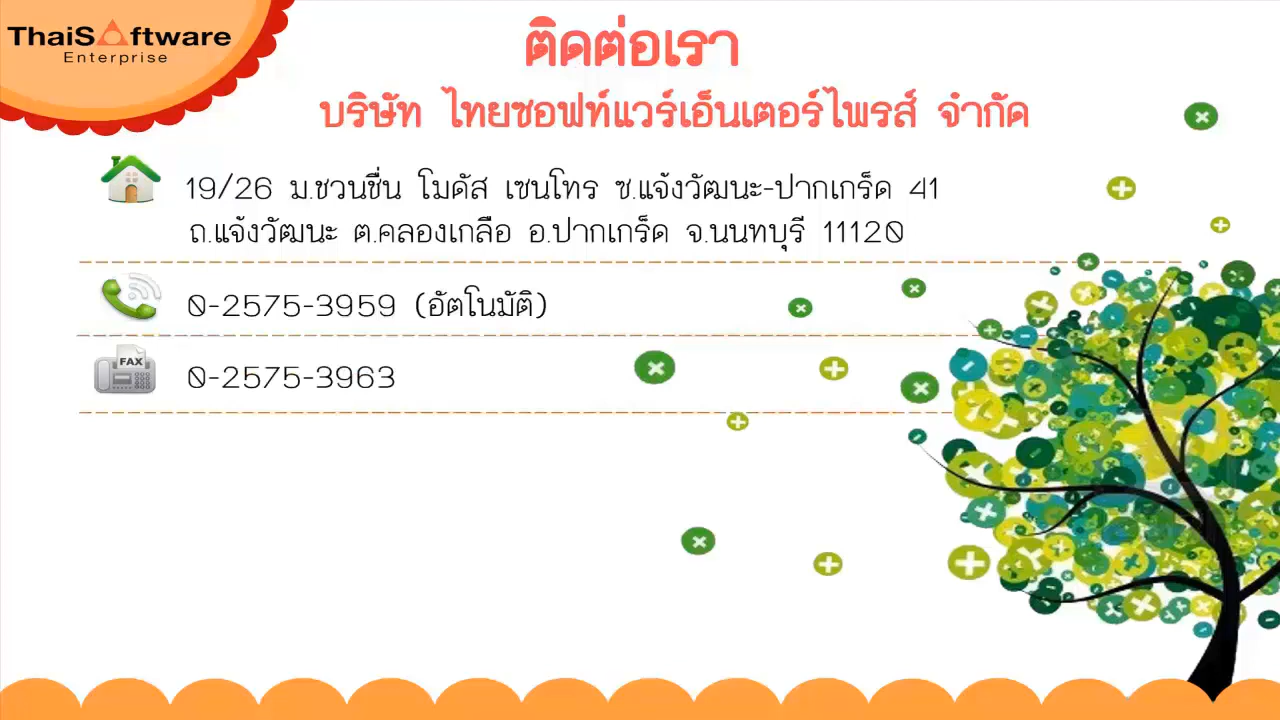 ThaiSoftware
Enterprise
ติดต่อเรา
บริษัท ไทยซอฟท์แวร์เอ็นเตอร์ไพรส์ จำกัด
19/26 ม.ชวนชื่น โมดัส เซนโทร ซ.แจ้งวัฒนะ-ปากเกร็ด 41
ถ.แจ้งวัฒนะ ต.คลองเกลือ อ.ปากเกร็ด จ.นนทบุรี 11120
0-2575-3959 (อัตโนมัติ)
FAX
0-2575-3963